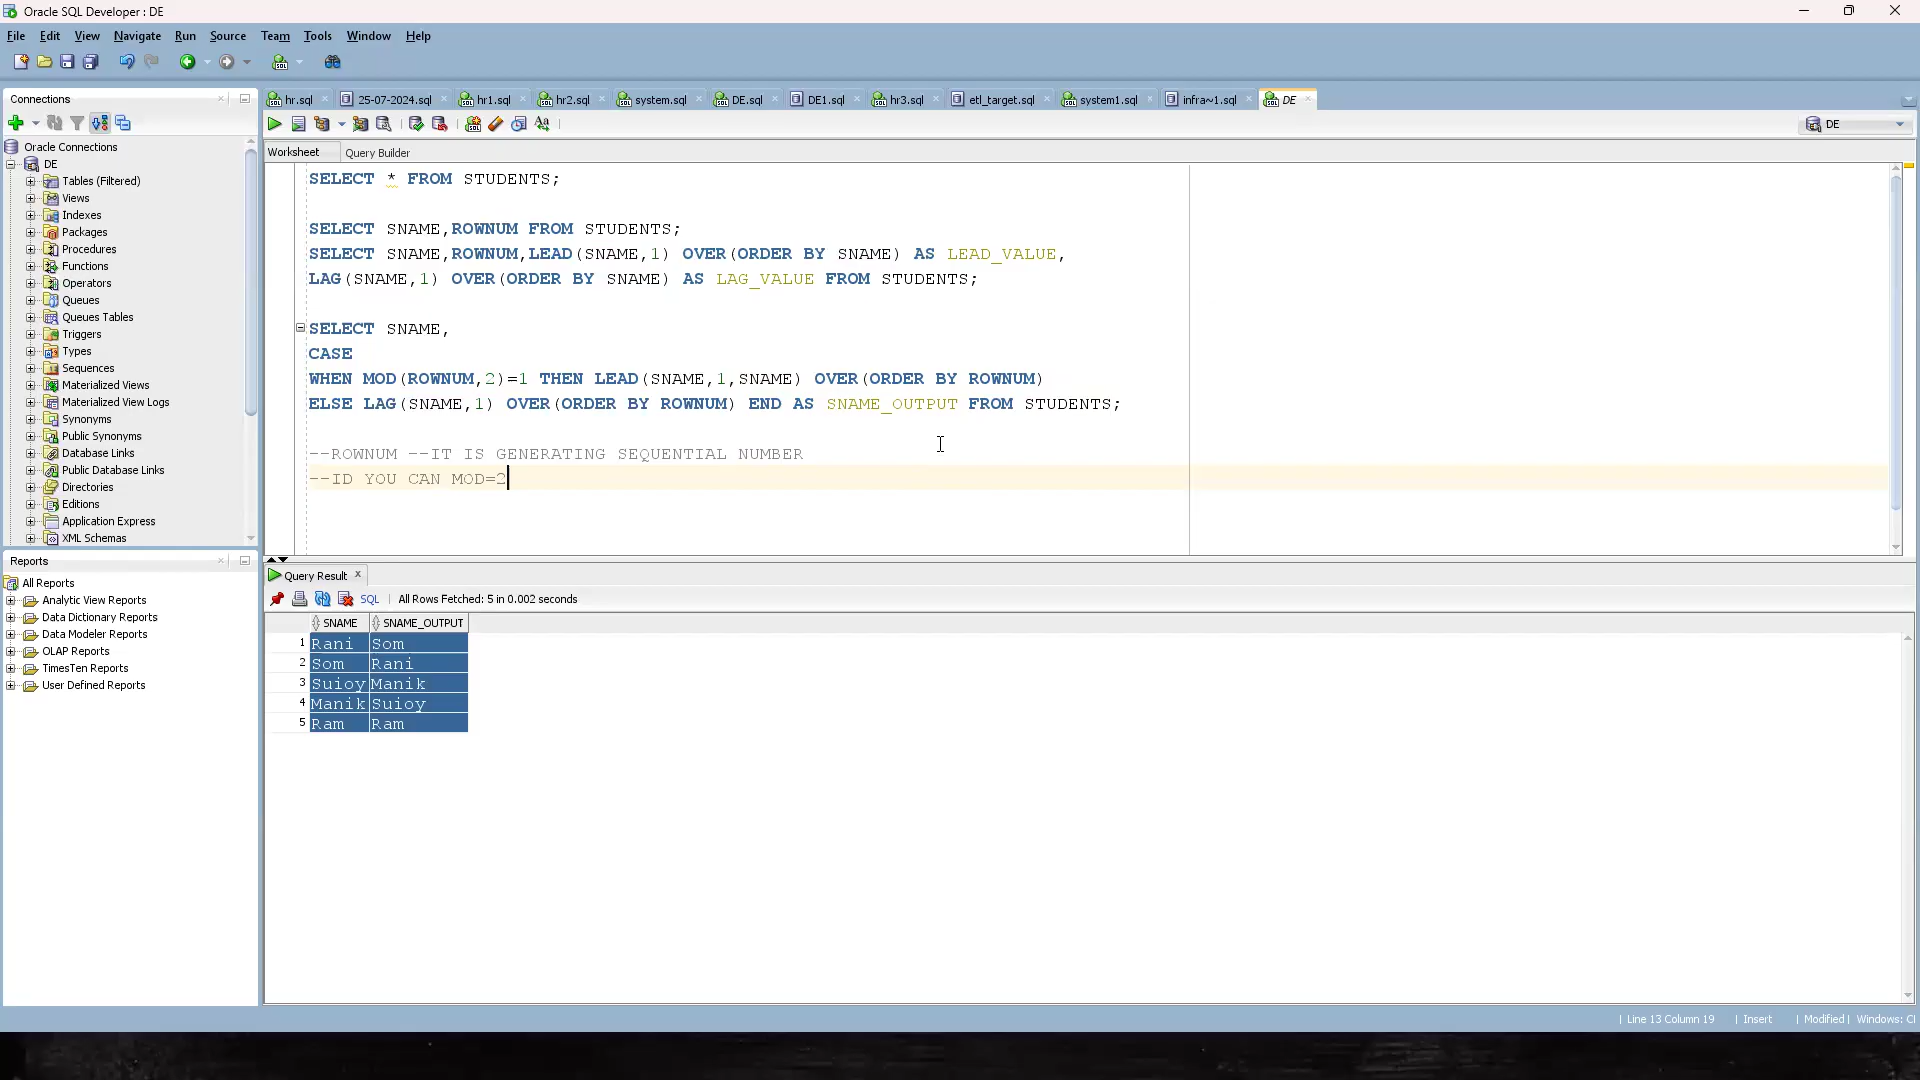 Oracle SQL Developer : DE
File Edit View Navigate Run Source Team Tools Window Help
Connections
hr.sql 25-07-2024.sql hr1.sql hr2.sql system.sql DE.sql DE1.sql hr3.sql etl_target.sql system1.sql infra~1.sql DE
DE
Oracle Connections
DE
Tables (Filtered)
Views
Indexes
Packages
Procedures
Functions
Operators
Queues
Queues Tables
Triggers
Types
Sequences
Materialized Views
Materialized View Logs
Synonyms
Public Synonyms
Database Links
Public Database Links
Directories
Editions
Application Express
XML Schemas
Worksheet Query Builder
SELECT * FROM STUDENTS;
SELECT SNAME,ROWNUM FROM STUDENTS;
SELECT SNAME,ROWNUM,LEAD(SNAME,1) OVER(ORDER BY SNAME) AS LEAD_VALUE,
LAG(SNAME,1) OVER(ORDER BY SNAME) AS LAG_VALUE FROM STUDENTS;
SELECT SNAME,
CASE
WHEN MOD(ROWNUM,2)=1 THEN LEAD(SNAME,1,SNAME) OVER(ORDER BY ROWNUM)
ELSE LAG(SNAME,1) OVER(ORDER BY ROWNUM) END AS SNAME_OUTPUT FROM STUDENTS;
--ROWNUM --IT IS GENERATING SEQUENTIAL NUMBER
--ID YOU CAN MOD=2
Reports
All Reports
Analytic View Reports
Data Dictionary Reports
Data Modeler Reports
OLAP Reports
TimesTen Reports
User Defined Reports
Query Result
SQL All Rows Fetched: 5 in 0.002 seconds
SNAME SNAME_OUTPUT
1 Rani Som
2 Som Rani
3 Suioy Manik
4 Manik Suioy
5 Ram Ram
Line 13 Column 19 Insert Modified Windows: Cl